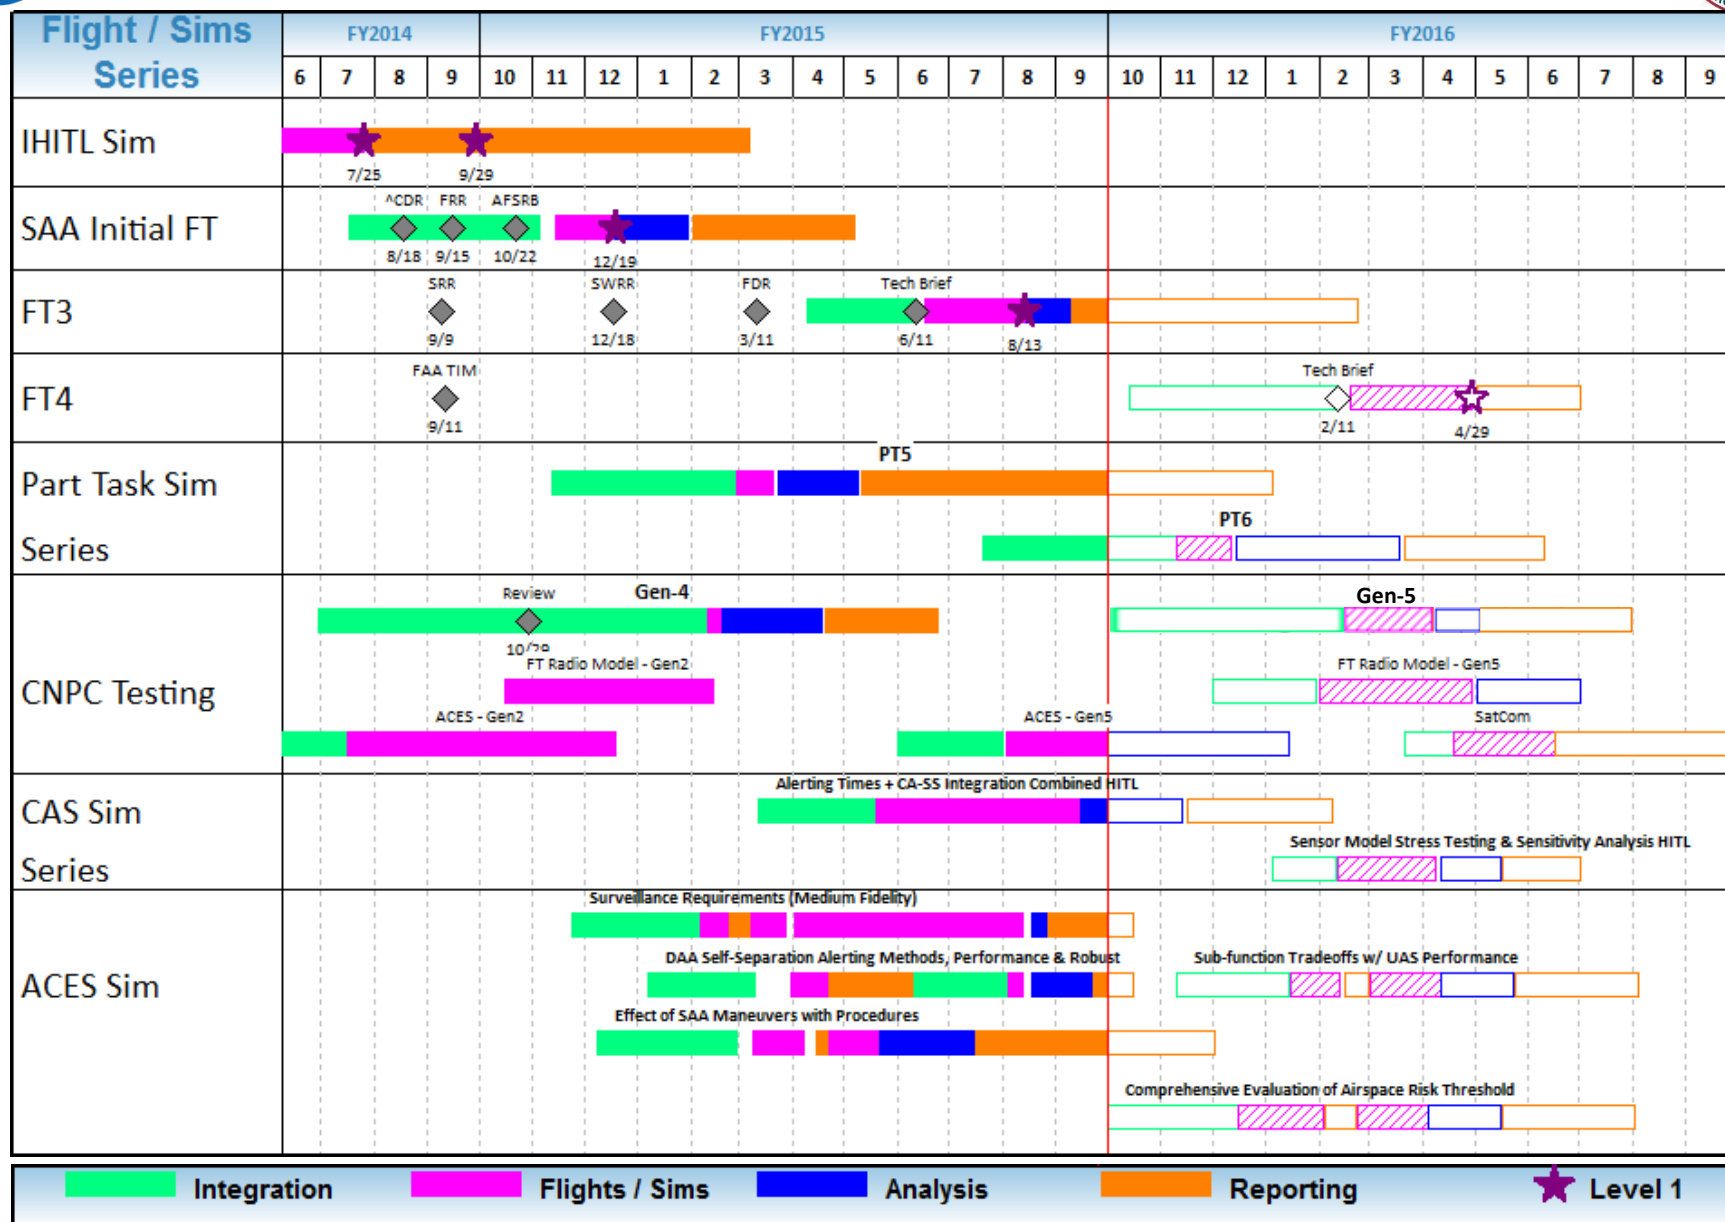 Flight / Sims
Series
FY2014 FY2015 FY2016
6 7 8 9 10 11 12 1 2 3 4 5 6 7 8 9 10 11 12 1 2 3 4 5 6 7 8 9
IHITL Sim
7/25 9/29
SAA Initial FT
^CDR FRR AFSRB
8/18 9/15 10/22 12/19
FT3
SRR SWRR FDR Tech Brief
9/9 12/18 3/11 6/11 8/13
FT4
FAA TIM Tech Brief
9/11 2/11 4/29
Part Task Sim
Series
PT5
PT6
CNPC Testing
Review Gen-4 Gen-5
10/29
FT Radio Model - Gen2 FT Radio Model - Gen5
ACES - Gen2 ACES - Gen5 SatCom
CAS Sim
Series
Alerting Times + CA-SS Integration Combined HITL
Sensor Model Stress Testing & Sensitivity Analysis HITL
ACES Sim
Surveillance Requirements (Medium Fidelity)
DAA Self-Separation Alerting Methods, Performance & Robust Sub-function Tradeoffs w/ UAS Performance
Effect of SAA Maneuvers with Procedures
Comprehensive Evaluation of Airspace Risk Threshold
Integration Flights / Sims Analysis Reporting Level 1